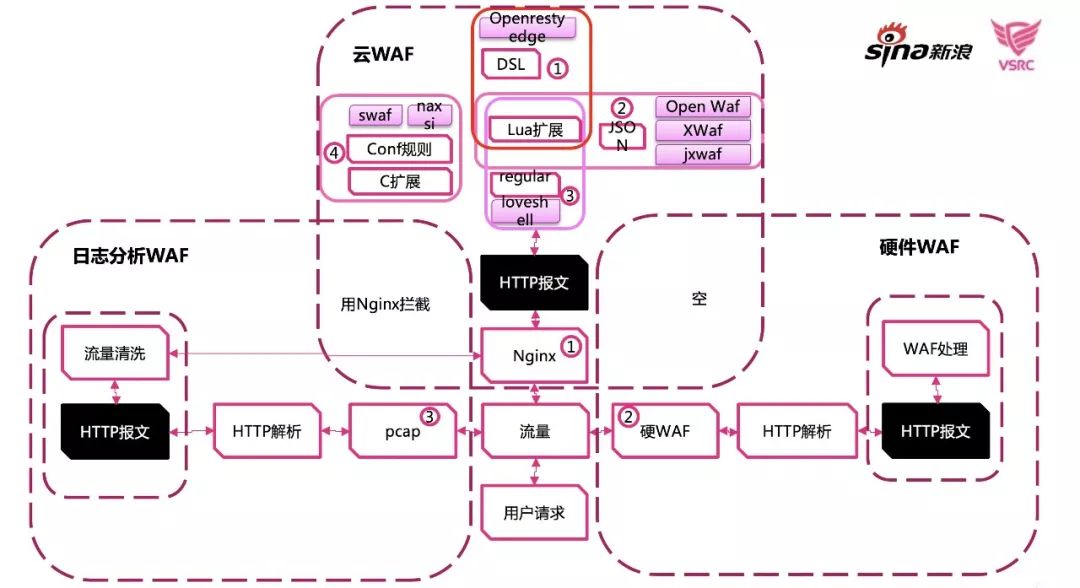 Openresty
edge
云WAF
DSL
①
sina新浪
VSRC
swaf
nax
si
②
Open Waf
Lua扩展
JSO
N
XWaf
④
Conf规则
jxwaf
C扩展
regular
③
lovesh
ell
日志分析WAF
硬件WAF
HTTP报文
用Nginx拦截
空
流量清洗
Nginx
①
WAF处理
HTTP报文
HTTP解析
pcap
③
流量
②
硬WAF
HTTP解析
HTTP报文
用户请求